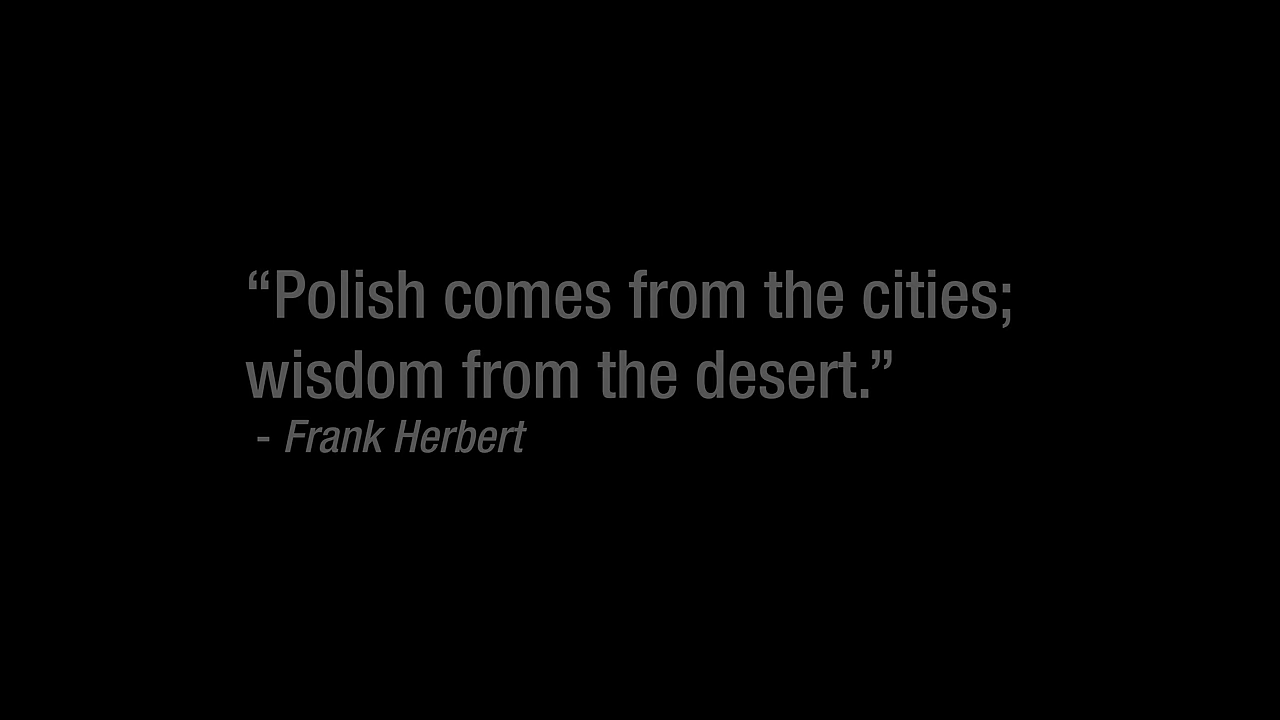 “Polish comes from the cities;
wisdom from the desert.”
- Frank Herbert